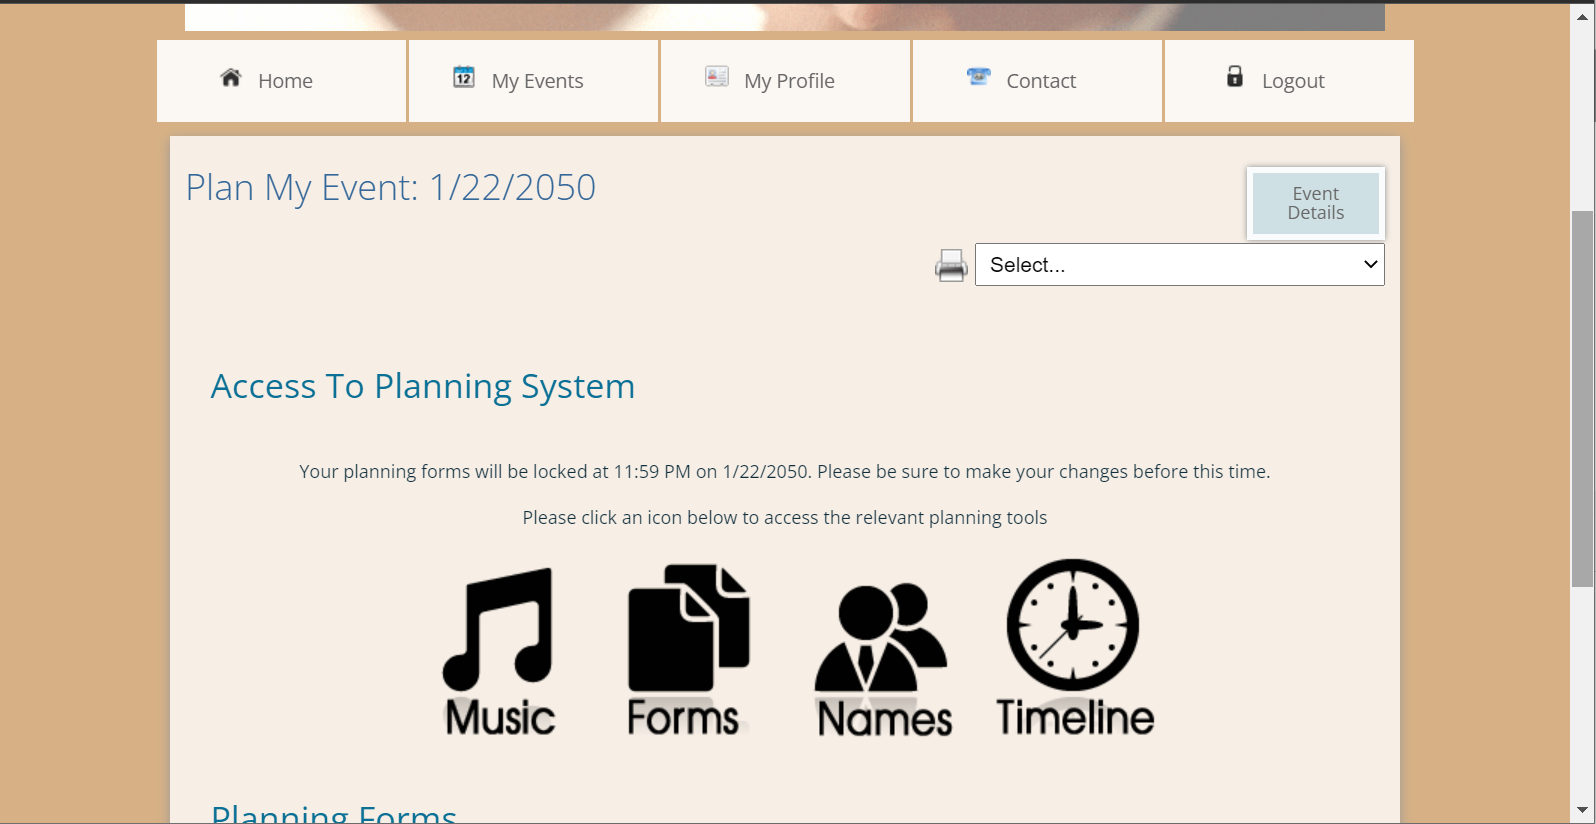 Home
My Events
My Profile
Contact
Logout
Plan My Event: 1/22/2050
Event
Details
Select...
Access To Planning System
Your planning forms will be locked at 11:59 PM on 1/22/2050. Please be sure to make your changes before this time.
Please click an icon below to access the relevant planning tools
Music
Forms
Names
Timeline
Planning Forms